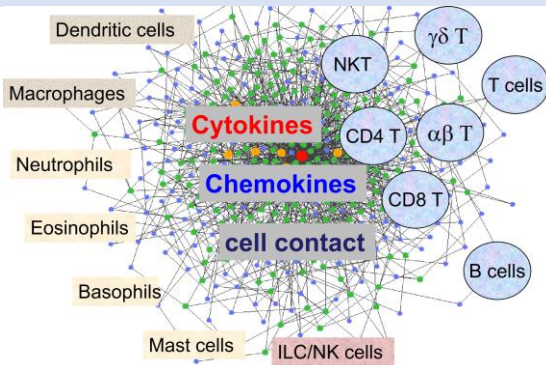 Dendritic cells
γδ T
NKT
T cells
Macrophages
Cytokines
CD4 T
αβ T
Neutrophils
Chemokines
CD8 T
Eosinophils
cell contact
B cells
Basophils
Mast cells
ILC/NK cells